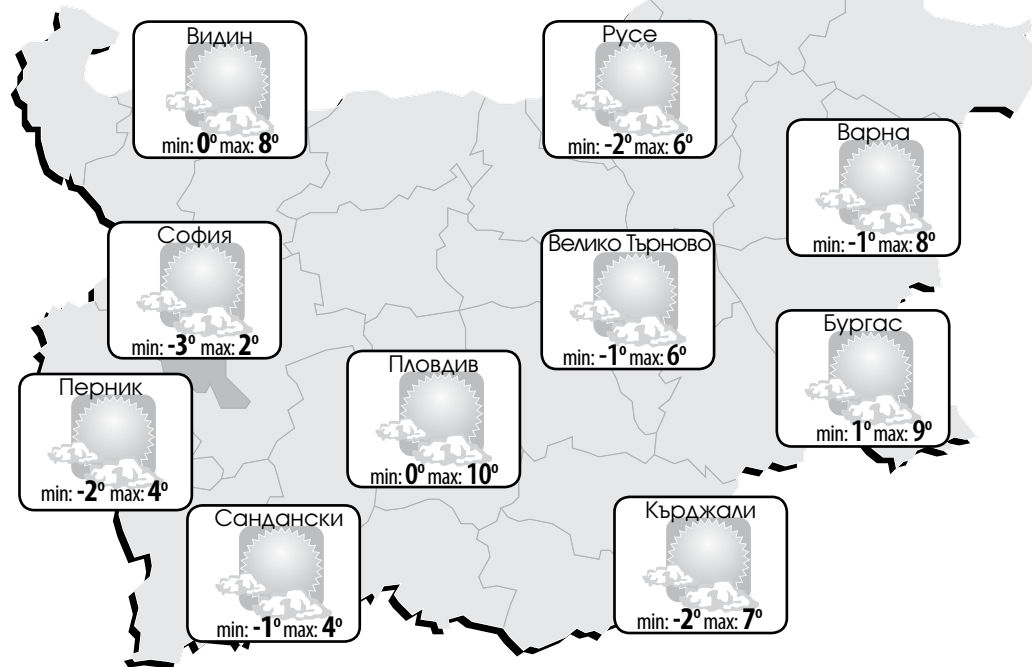 Видин
min: 0º max: 8º
Русе
min: -2º max: 6º
Варна
min: -1º max: 8º
София
min: -3º max: 2º
Велико Търново
min: -1º max: 6º
Бургас
min: 1º max: 9º
Пловдив
min: 0º max: 10º
Перник
min: -2º max: 4º
Сандански
min: -1º max: 4º
Кърджали
min: -2º max: 7º